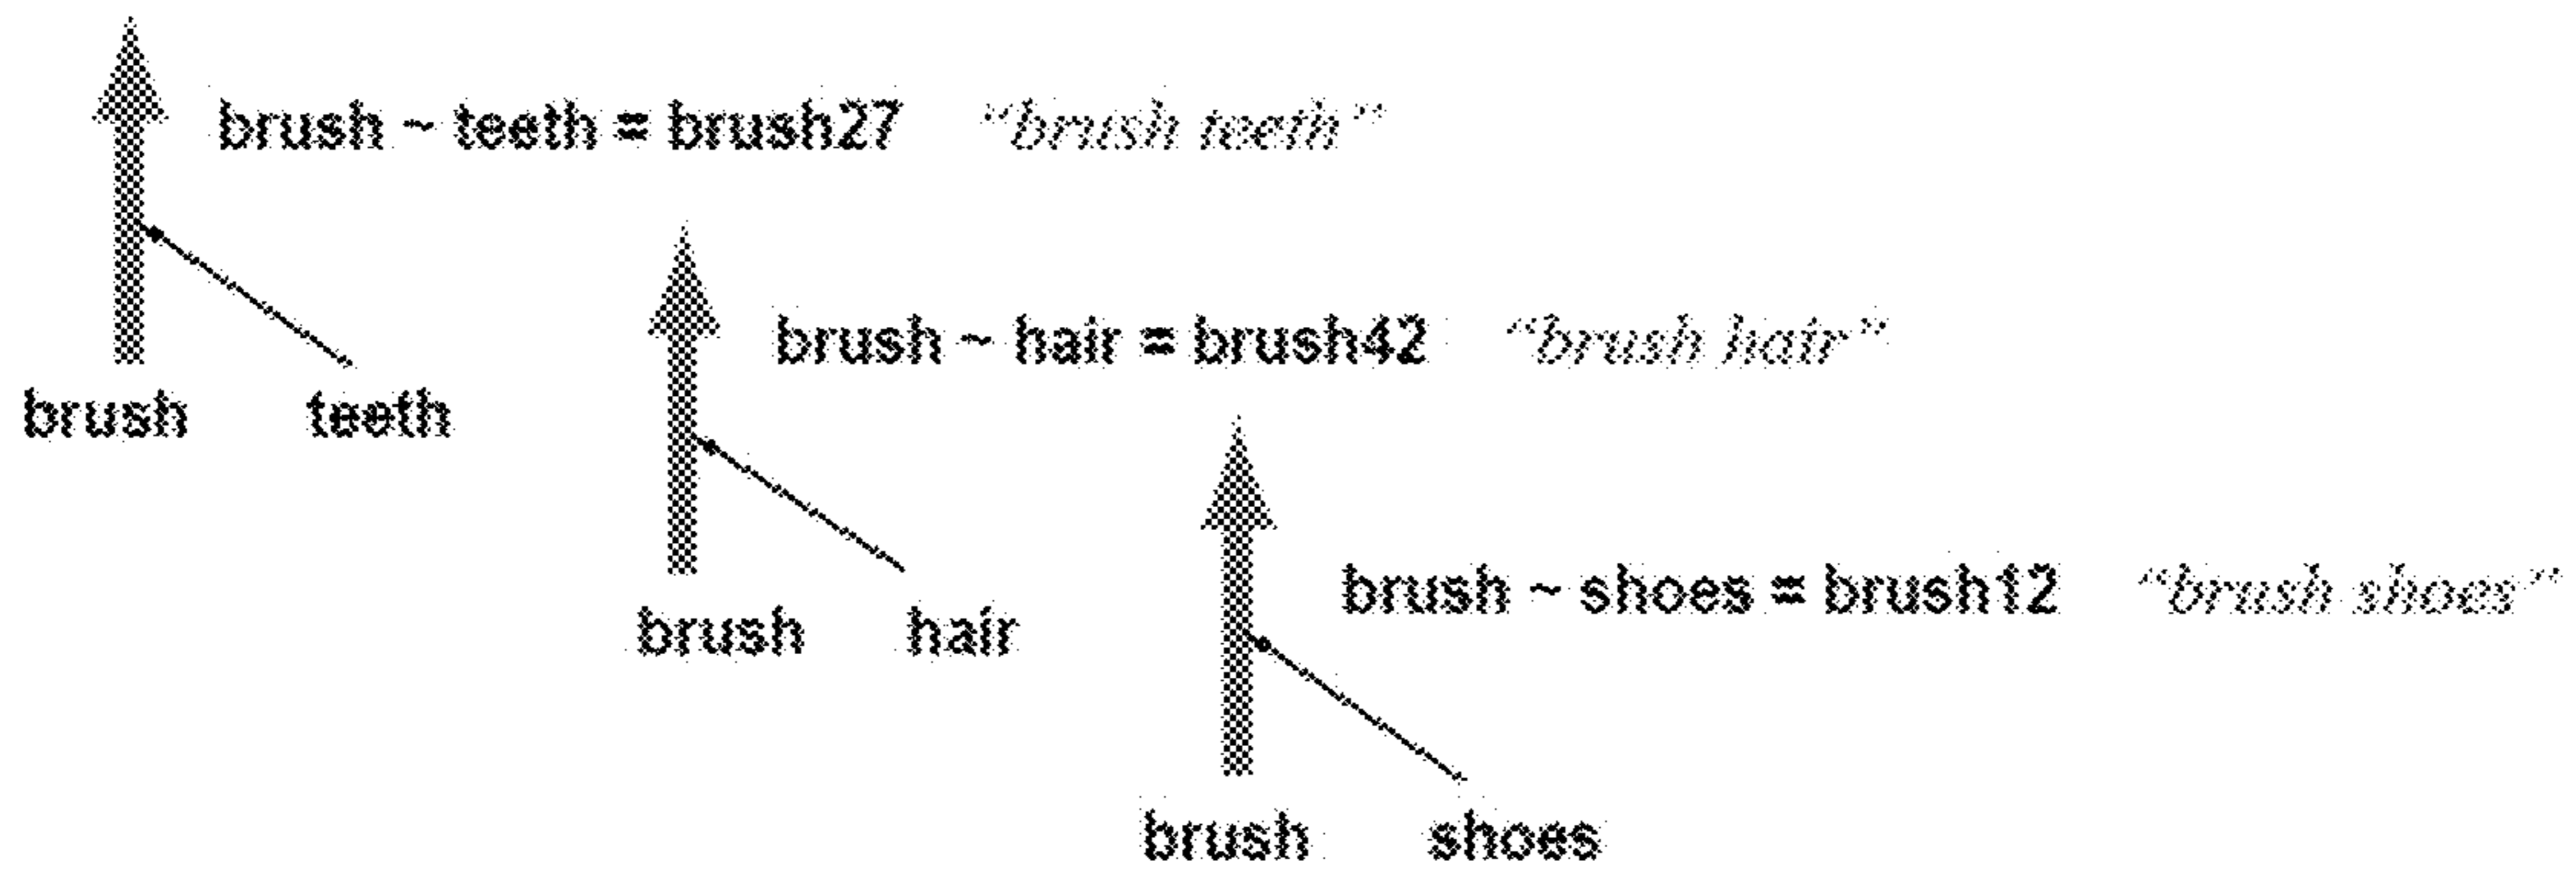 brush ~ teeth = brush27 “brush teeth”
brush ~ hair = brush42 “brush hair”
brush teeth
brush ~ shoes = brush12 “brush shoes”
brush hair
brush shoes